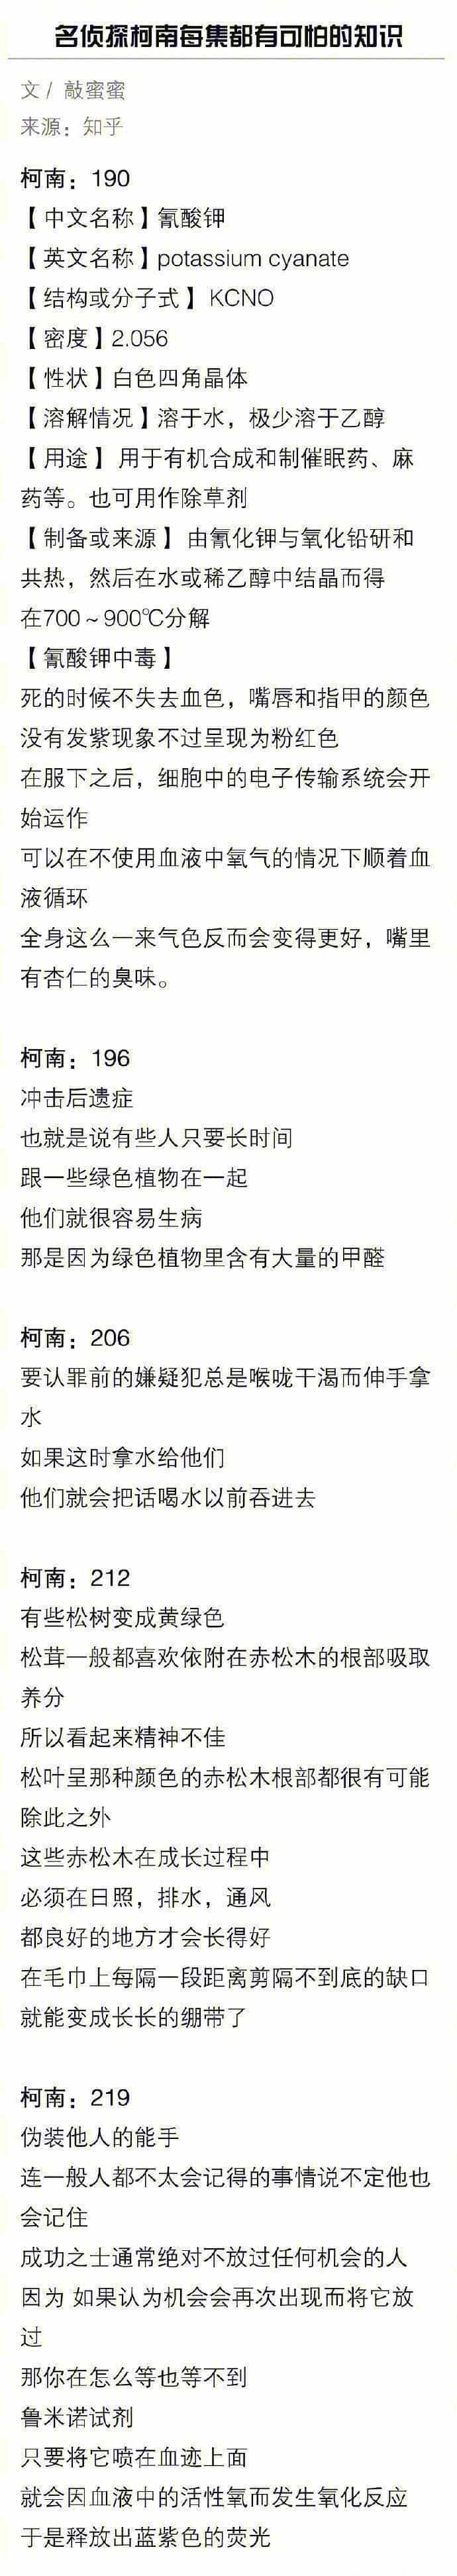 名侦探柯南每集都有可怕的知识
文 / 敲蜜蜜
来源：知乎
柯南：190
【中文名称】氰酸钾
【英文名称】potassium cyanate
【结构或分子式】 KCNO
【密度】2.056
【性状】白色四角晶体
【溶解情况】溶于水，极少溶于乙醇
【用途】 用于有机合成和制催眠药、麻
药等。也可用作除草剂
【制备或来源】 由氰化钾与氧化铅研和
共热，然后在水或稀乙醇中结晶而得
在700～900℃分解
【氰酸钾中毒】
死的时候不失去血色，嘴唇和指甲的颜色
没有发紫现象不过呈现为粉红色
在服下之后，细胞中的电子传输系统会开
始运作
可以在不使用血液中氧气的情况下顺着血
液循环
全身这么一来气色反而会变得更好，嘴里
有杏仁的臭味。
柯南：196
冲击后遗症
也就是说有些人只要长时间
跟一些绿色植物在一起
他们就很容易生病
那是因为绿色植物里含有大量的甲醛
柯南：206
要认罪前的嫌疑犯总是喉咙干渴而伸手拿
水
如果这时拿水给他们
他们就会把话喝水以前吞进去
柯南：212
有些松树变成黄绿色
松茸一般都喜欢依附在赤松木的根部吸取
养分
所以看起来精神不佳
松叶呈那种颜色的赤松木根部都很有可能
除此之外
这些赤松木在成长过程中
必须在日照，排水，通风
都良好的地方才会长得好
在毛巾上每隔一段距离剪隔不到底的缺口
就能变成长长的绷带了
柯南：219
伪装他人的能手
连一般人都不太会记得的事情说不定他也
会记住
成功之士通常绝对不放过任何机会的人
因为 如果认为机会会再次出现而将它放
过
那你在怎么等也等不到
鲁米诺试剂
只要将它喷在血迹上面
就会因血液中的活性氧而发生氧化反应
于是释放出蓝紫色的荧光